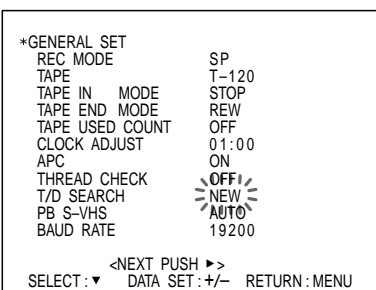 *GENERAL SET
REC MODE SP
TAPE T–120
TAPE IN MODE STOP
TAPE END MODE REW
TAPE USED COUNT OFF
CLOCK ADJUST 01:00
APC ON
THREAD CHECK OFF
T/D SEARCH NEW
PB S–VHS AUTO
BAUD RATE 19200
<NEXT PUSH ►>
SELECT:▼ DATA SET:+/– RETURN:MENU